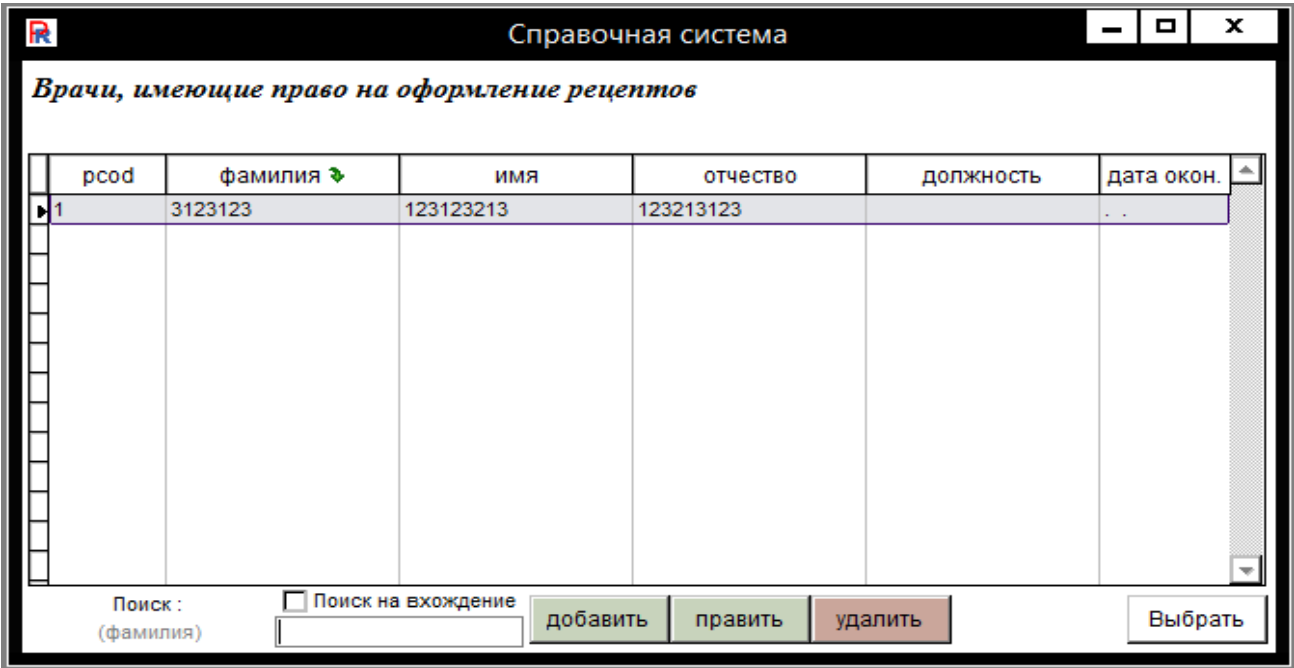 Справочная система
Врачи, имеющие право на оформление рецептов
pcod фамилия имя отчество должность дата окон.
1 3123123 123123213 123213123 . .
Поиск : Поиск на вхождение
(фамилия) добавить править удалить Выбрать